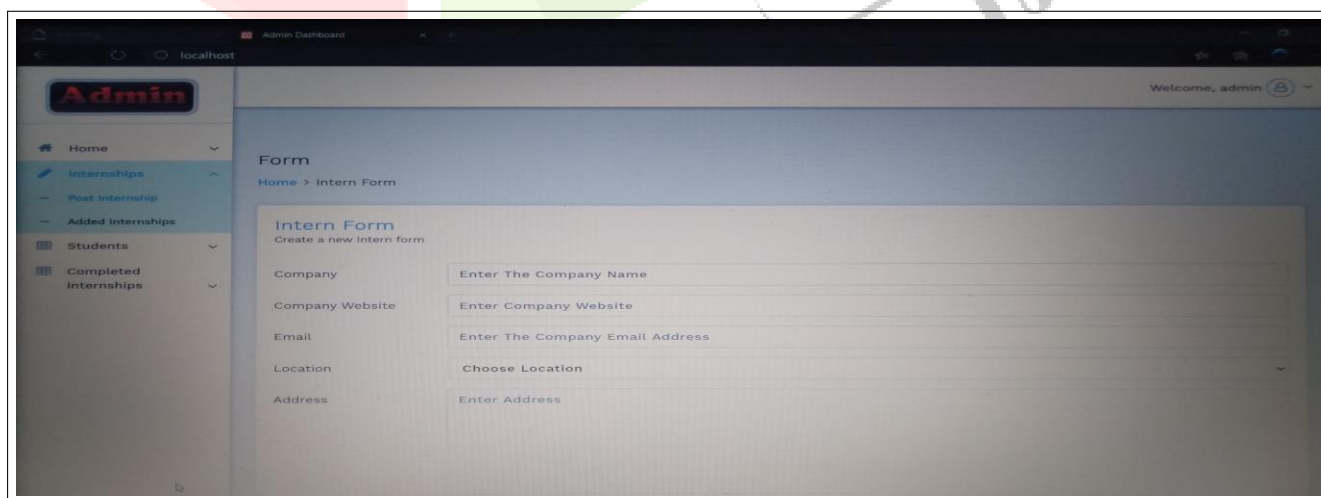 Admin Dashboard
localhost
Admin
Welcome, admin
Home
Internships
Post Internship
Added Internships
Students
Completed
Internships
Form
Home > Intern Form
Intern Form
Create a new Intern form
Company
Enter The Company Name
Company Website
Enter Company Website
Email
Enter The Company Email Address
Location
Choose Location
Address
Enter Address